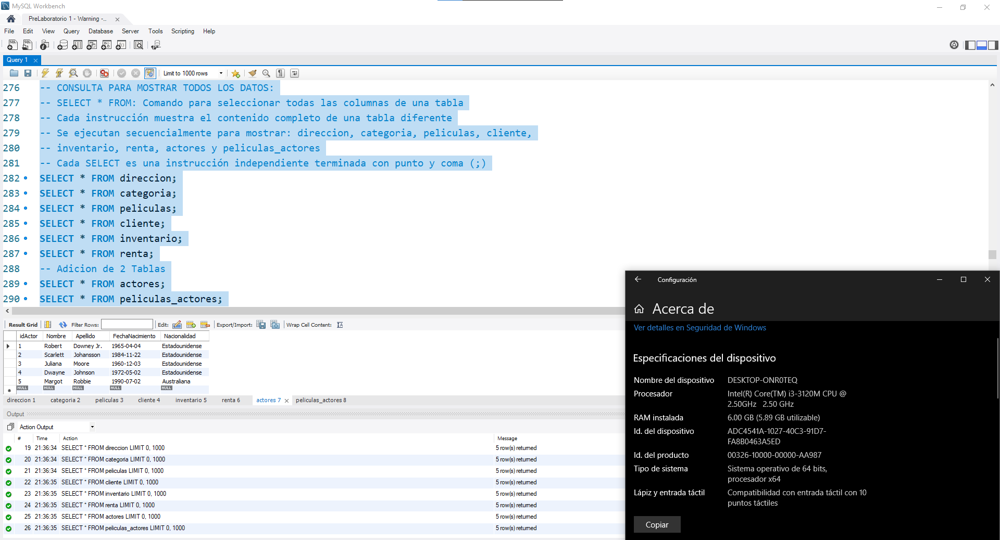 MySQL Workbench
PreLaboratorio 1 - Warning -...
File Edit View Query Database Server Tools Scripting Help
Query 1
Limit to 1000 rows
276 -- CONSULTA PARA MOSTRAR TODOS LOS DATOS:
277 -- SELECT * FROM: Comando para seleccionar todas las columnas de una tabla
278 -- Cada instrucción muestra el contenido completo de una tabla diferente
279 -- Se ejecutan secuencialmente para mostrar: direccion, categoria, peliculas, cliente,
280 -- inventario, renta, actores y peliculas_actores
281 -- Cada SELECT es una instrucción independiente terminada con punto y coma (;)
282 SELECT * FROM direccion;
283 SELECT * FROM categoria;
284 SELECT * FROM peliculas;
285 SELECT * FROM cliente;
286 SELECT * FROM inventario;
287 SELECT * FROM renta;
288 -- Adicion de 2 Tablas
289 SELECT * FROM actores;
290 SELECT * FROM peliculas_actores;
Result Grid Filter Rows: Edit: Export/Import: Wrap Cell Content:
idActor Nombre Apellido FechaNacimiento Nacionalidad
1 Robert Downey Jr. 1965-04-04 Estadounidense
2 Scarlett Johansson 1984-11-22 Estadounidense
3 Juliana Moore 1960-12-03 Estadounidense
4 Dwayne Johnson 1972-05-02 Estadounidense
5 Margot Robbie 1990-07-02 Australiana
NULL NULL NULL NULL NULL
direccion 1 categoria 2 peliculas 3 cliente 4 inventario 5 renta 6 actores 7 peliculas_actores 8
Output
Action Output
# Time Action Message
19 21:36:34 SELECT * FROM direccion LIMIT 0, 1000 5 row(s) returned
20 21:36:34 SELECT * FROM categoria LIMIT 0, 1000 5 row(s) returned
21 21:36:34 SELECT * FROM peliculas LIMIT 0, 1000 5 row(s) returned
22 21:36:35 SELECT * FROM cliente LIMIT 0, 1000 5 row(s) returned
23 21:36:35 SELECT * FROM inventario LIMIT 0, 1000 5 row(s) returned
24 21:36:35 SELECT * FROM renta LIMIT 0, 1000 5 row(s) returned
25 21:36:35 SELECT * FROM actores LIMIT 0, 1000 5 row(s) returned
26 21:36:35 SELECT * FROM peliculas_actores LIMIT 0, 1000 5 row(s) returned
Configuración
Acerca de
Ver detalles en Seguridad de Windows
Especificaciones del dispositivo
Nombre del dispositivo DESKTOP-ONR0TEQ
Procesador Intel(R) Core(TM) i3-3120M CPU @
2.50GHz 2.50 GHz
RAM instalada 6.00 GB (5.89 GB utilizable)
Id. del dispositivo ADC4541A-1027-40C3-91D7-
FA8B0463A5ED
Id. del producto 00326-10000-00000-AA987
Tipo de sistema Sistema operativo de 64 bits,
procesador x64
Lápiz y entrada táctil Compatibilidad con entrada táctil con 10
puntos táctiles
Copiar